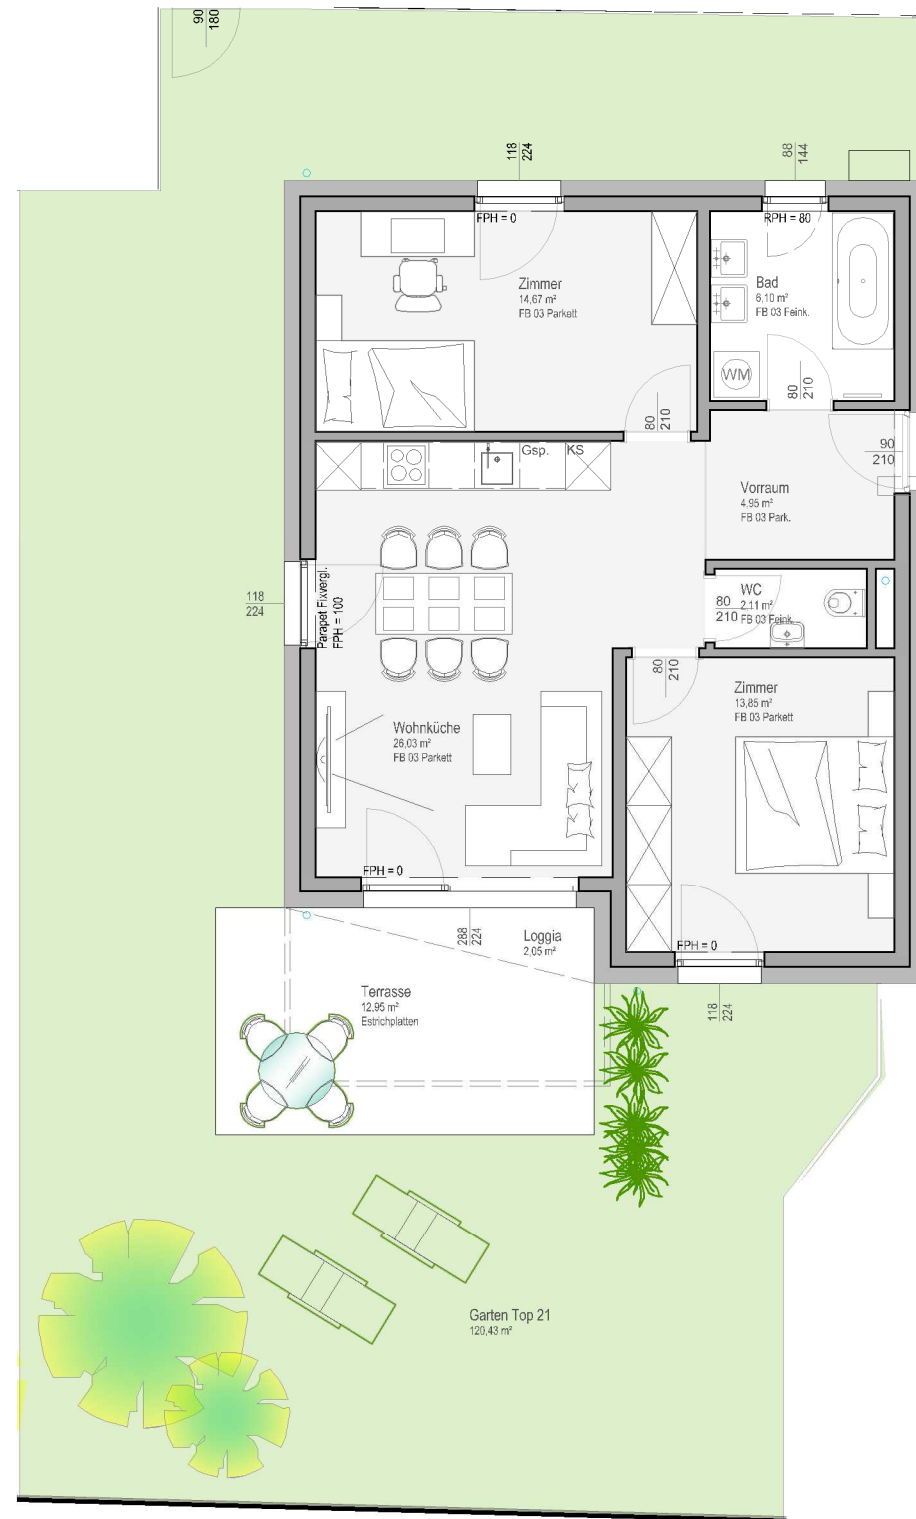 90
180
118
224
88
144
FPH = 0
RPH = 80
Zimmer
14,67 m²
FB 03 Parkett
Bad
6,10 m²
FB 03 Feink.
WM
80
210
80
210
90
210
Gsp.
KS
Vorraum
4,95 m²
FB 03 Park.
118
224
Parapet Fixvergl.
FPH = 100
WC
2,11 m²
FB 03 Feink.
80
210
80
210
Zimmer
13,85 m²
FB 03 Parkett
Wohnküche
26,03 m²
FB 03 Parkett
FPH = 0
FPH = 0
288
224
Loggia
2,05 m²
118
224
Terrasse
12,95 m²
Estrichplatten
Garten Top 21
120,43 m²